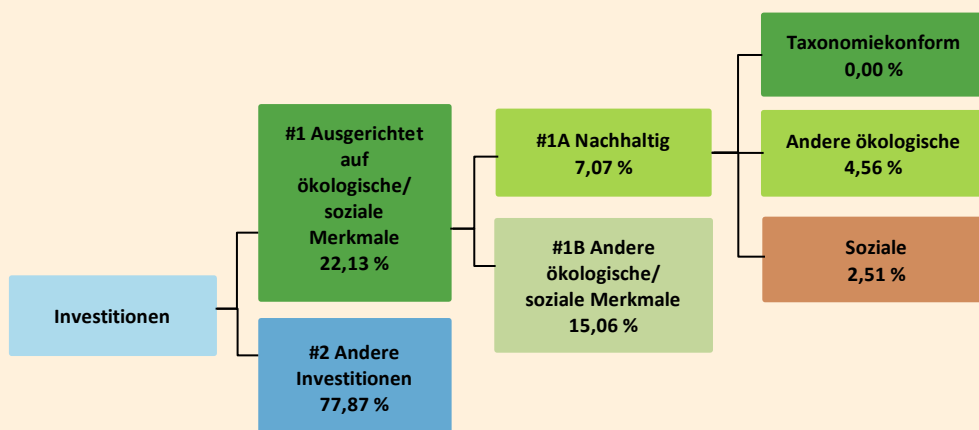 Investitionen
#1 Ausgerichtet
auf
ökologische/
soziale
Merkmale
22,13 %
#2 Andere
Investitionen
77,87 %
#1A Nachhaltig
7,07 %
#1B Andere
ökologische/
soziale Merkmale
15,06 %
Taxonomiekonform
0,00 %
Andere ökologische
4,56 %
Soziale
2,51 %